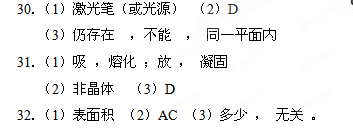 30.（1）激光笔（或光源） （2）D
（3）仍存在 ，不能 ， 同一平面内
31.（1）吸 ，熔化 ；放 ， 凝固
（2）非晶体 （3）D
32.（1）表面积 （2）AC （3）多少 ， 无关 。